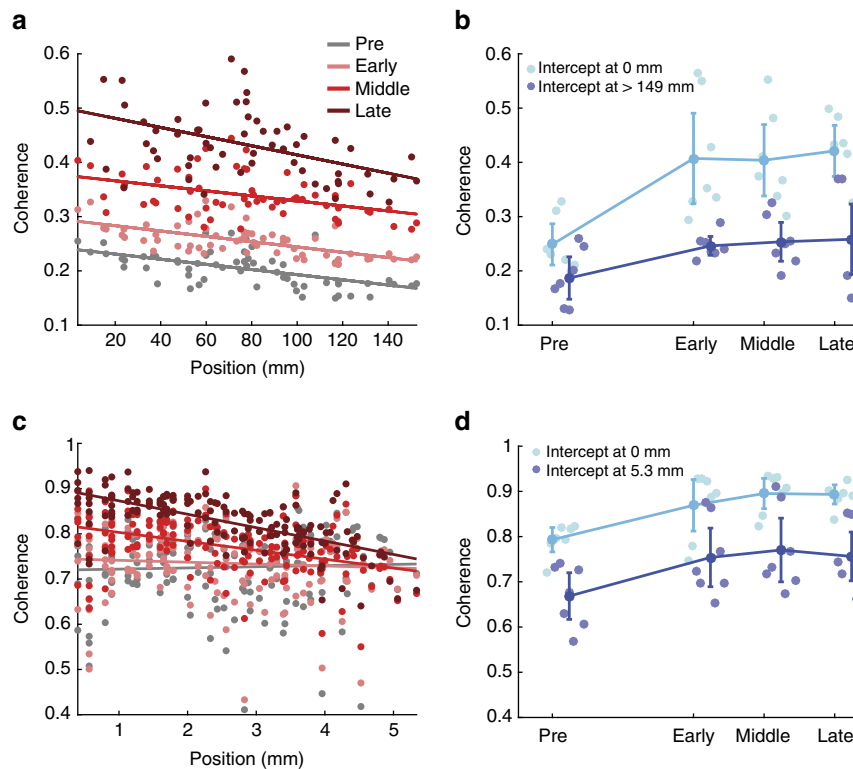 a
Pre
Early
Middle
Late
0.6
0.5
0.4
0.3
0.2
0.1
Coherence
20 40 60 80 100 120 140
Position (mm)
b
Intercept at 0 mm
Intercept at > 149 mm
0.6
0.5
0.4
0.3
0.2
0.1
Coherence
Pre Early Middle Late
c
1
0.9
0.8
0.7
0.6
0.5
0.4
Coherence
1 2 3 4 5
Position (mm)
d
Intercept at 0 mm
Intercept at 5.3 mm
1
0.9
0.8
0.7
0.6
0.5
0.4
Coherence
Pre Early Middle Late